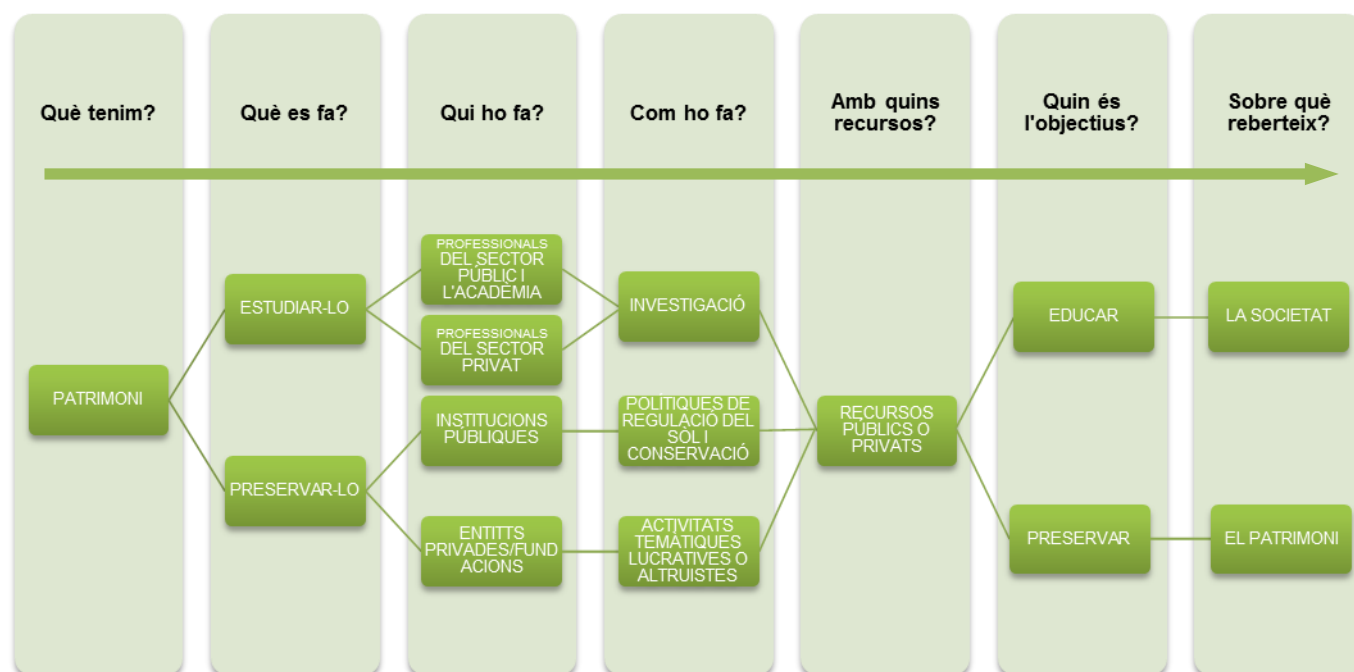 Què tenim?
Què es fa?
Qui ho fa?
Com ho fa?
Amb quins
recursos?
Quin és
l'objectius?
Sobre què
reberteix?
PATRIMONI
ESTUDIAR-LO
PRESERVAR-LO
PROFESSIONALS
DEL SECTOR
PÚBLIC I
L'ACADÈMIA
PROFESSIONALS
DEL SECTOR
PRIVAT
INSTITUCIONS
PÚBLIQUES
ENTITTS
PRIVADES/FUND
ACIONS
INVESTIGACIÓ
POLÍTIQUES DE
REGULACIÓ DEL
SÒL I
CONSERVACIÓ
ACTIVITATS
TEMÀTIQUES
LUCRATIVES O
ALTRUISTES
RECURSOS
PÚBLICS O
PRIVATS
EDUCAR
PRESERVAR
LA SOCIETAT
EL PATRIMONI